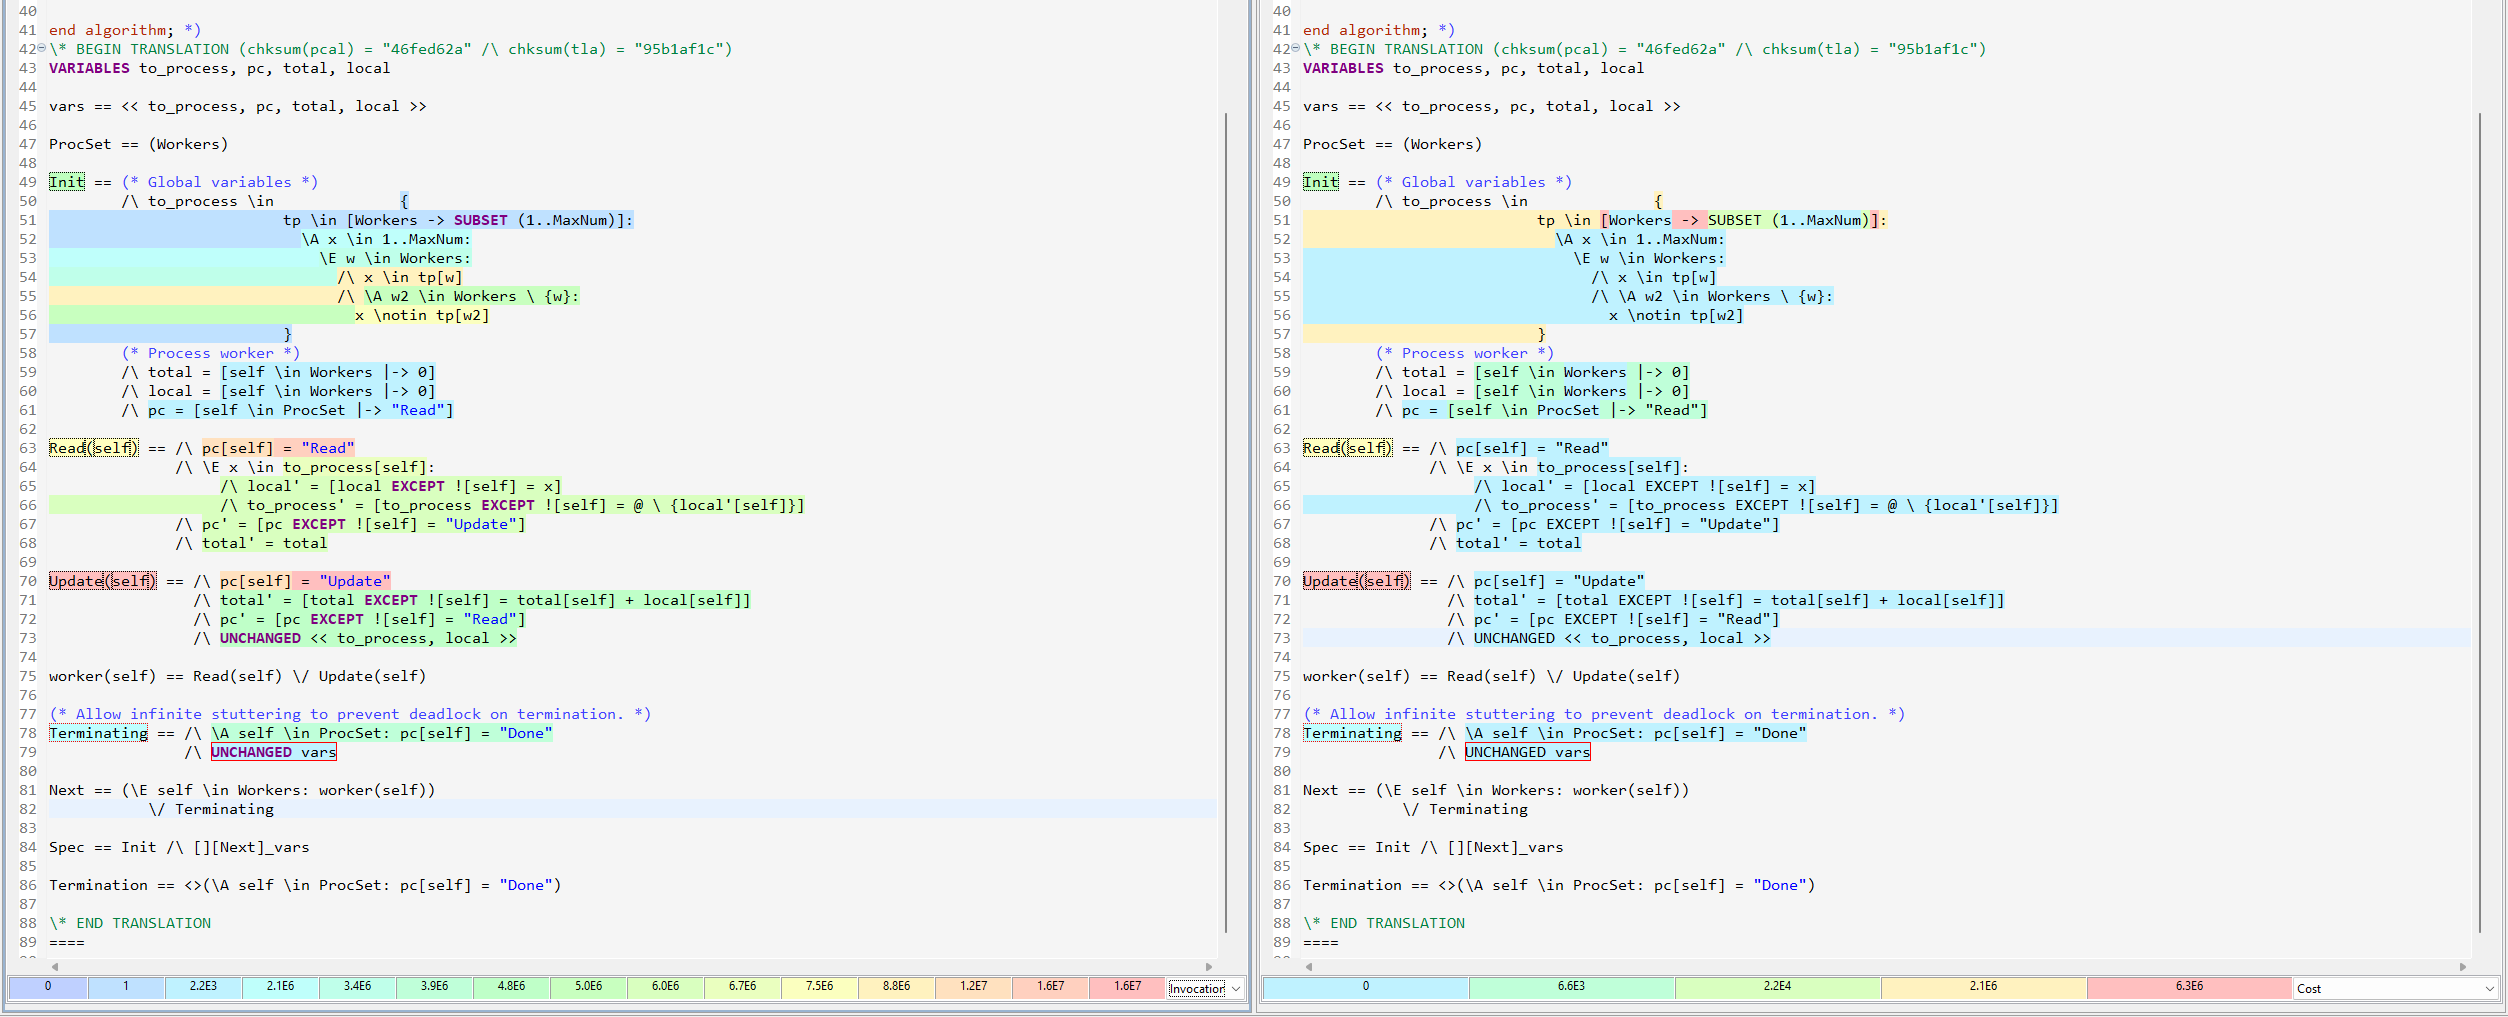 40
41 end algorithm; *)
42 \* BEGIN TRANSLATION (chksum(pcal) = "46fed62a" /\ chksum(tla) = "95b1af1c")
43 VARIABLES to_process, pc, total, local
44
45 vars == << to_process, pc, total, local >>
46
47 ProcSet == (Workers)
48
49 Init == (* Global variables *)
50         /\ to_process \in              {
51                           tp \in [Workers -> SUBSET (1..MaxNum)]:
52                             \A x \in 1..MaxNum:
53                               \E w \in Workers:
54                                 /\ x \in tp[w]
55                                 /\ \A w2 \in Workers \ {w}:
56                                   x \notin tp[w2]
57                           }
58         (* Process worker *)
59         /\ total = [self \in Workers |-> 0]
60         /\ local = [self \in Workers |-> 0]
61         /\ pc = [self \in ProcSet |-> "Read"]
62
63 Read(self) == /\ pc[self] = "Read"
64               /\ \E x \in to_process[self]:
65                    /\ local' = [local EXCEPT ![self] = x]
66                    /\ to_process' = [to_process EXCEPT ![self] = @ \ {local'[self]}]
67               /\ pc' = [pc EXCEPT ![self] = "Update"]
68               /\ total' = total
69
70 Update(self) == /\ pc[self] = "Update"
71                 /\ total' = [total EXCEPT ![self] = total[self] + local[self]]
72                 /\ pc' = [pc EXCEPT ![self] = "Read"]
73                 /\ UNCHANGED << to_process, local >>
74
75 worker(self) == Read(self) \/ Update(self)
76
77 (* Allow infinite stuttering to prevent deadlock on termination. *)
78 Terminating == /\ \A self \in ProcSet: pc[self] = "Done"
79                /\ UNCHANGED vars
80
81 Next == (\E self \in Workers: worker(self))
82            \/ Terminating
83
84 Spec == Init /\ [][Next]_vars
85
86 Termination == <>(\A self \in ProcSet: pc[self] = "Done")
87
88 \* END TRANSLATION
89 ====
0 1 2.2E3 2.1E6 3.4E6 3.9E6 4.8E6 5.0E6 6.0E6 6.7E6 7.5E6 8.8E6 1.2E7 1.6E7 1.6E7 Invocation
40
41 end algorithm; *)
42 \* BEGIN TRANSLATION (chksum(pcal) = "46fed62a" /\ chksum(tla) = "95b1af1c")
43 VARIABLES to_process, pc, total, local
44
45 vars == << to_process, pc, total, local >>
46
47 ProcSet == (Workers)
48
49 Init == (* Global variables *)
50         /\ to_process \in              {
51                           tp \in [Workers -> SUBSET (1..MaxNum)]:
52                             \A x \in 1..MaxNum:
53                               \E w \in Workers:
54                                 /\ x \in tp[w]
55                                 /\ \A w2 \in Workers \ {w}:
56                                   x \notin tp[w2]
57                           }
58         (* Process worker *)
59         /\ total = [self \in Workers |-> 0]
60         /\ local = [self \in Workers |-> 0]
61         /\ pc = [self \in ProcSet |-> "Read"]
62
63 Read(self) == /\ pc[self] = "Read"
64               /\ \E x \in to_process[self]:
65                    /\ local' = [local EXCEPT ![self] = x]
66                    /\ to_process' = [to_process EXCEPT ![self] = @ \ {local'[self]}]
67               /\ pc' = [pc EXCEPT ![self] = "Update"]
68               /\ total' = total
69
70 Update(self) == /\ pc[self] = "Update"
71                 /\ total' = [total EXCEPT ![self] = total[self] + local[self]]
72                 /\ pc' = [pc EXCEPT ![self] = "Read"]
73                 /\ UNCHANGED << to_process, local >>
74
75 worker(self) == Read(self) \/ Update(self)
76
77 (* Allow infinite stuttering to prevent deadlock on termination. *)
78 Terminating == /\ \A self \in ProcSet: pc[self] = "Done"
79                /\ UNCHANGED vars
80
81 Next == (\E self \in Workers: worker(self))
82            \/ Terminating
83
84 Spec == Init /\ [][Next]_vars
85
86 Termination == <>(\A self \in ProcSet: pc[self] = "Done")
87
88 \* END TRANSLATION
89 ====
0 6.6E3 2.2E4 2.1E6 6.3E6 Cost